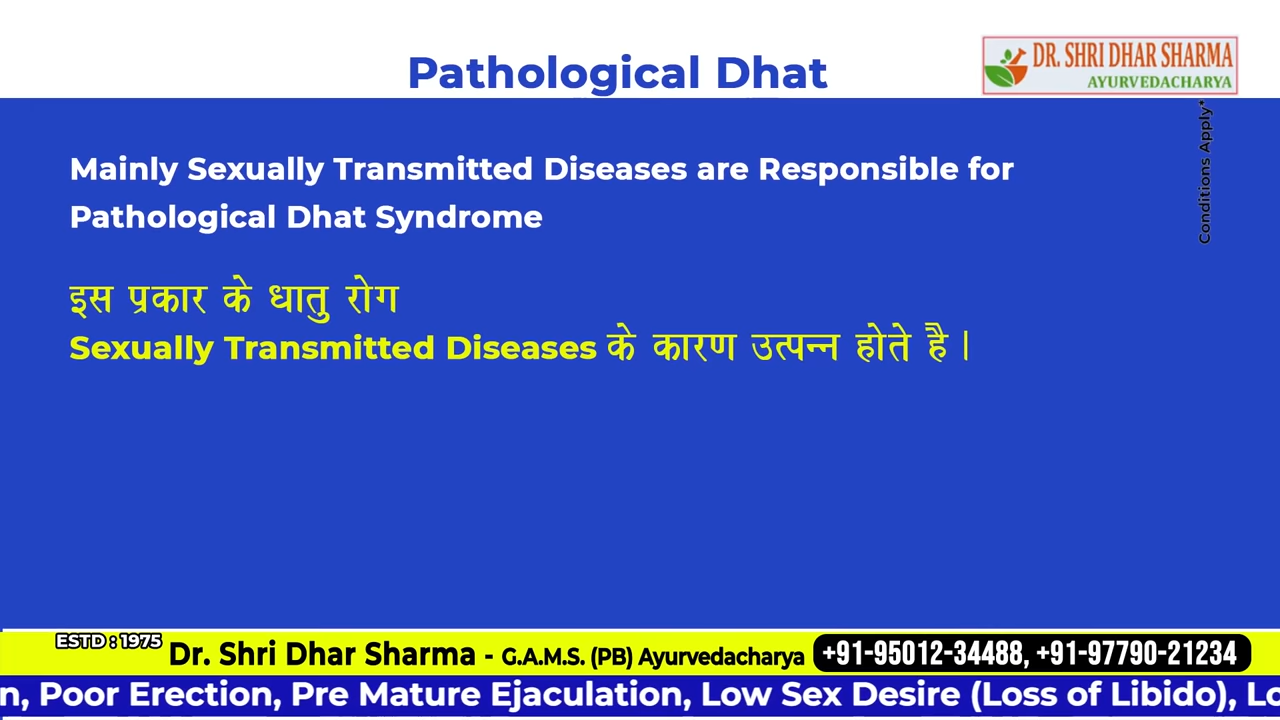 Pathological Dhat
DR. SHRI DHAR SHARMA
AYURVEDACHARYA
Conditions Apply*
Mainly Sexually Transmitted Diseases are Responsible for
Pathological Dhat Syndrome
इस प्रकार के धातु रोग
Sexually Transmitted Diseases के कारण उत्पन्न होते है।
ESTD : 1975
Dr. Shri Dhar Sharma - G.A.M.S. (PB) Ayurvedacharya
+91-95012-34488, +91-97790-21234
Poor Erection, Pre Mature Ejaculation, Low Sex Desire (Loss of Libido),